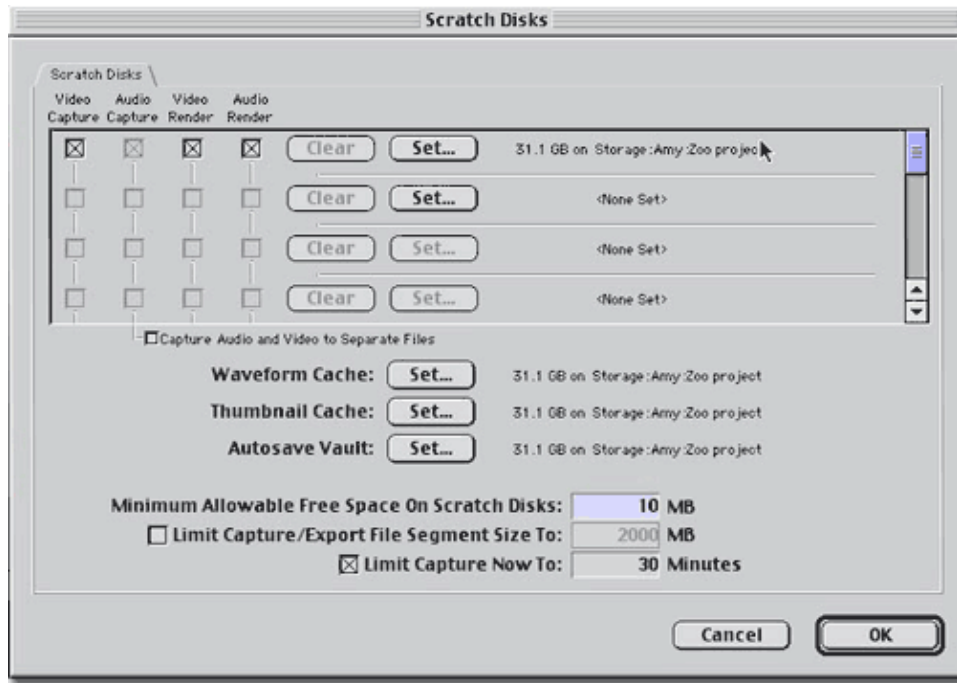 Scratch Disks
Scratch Disks
Video Audio Video Audio
Capture Capture Render Render
Clear Set... 31.1 GB on Storage:Amy:Zoo project
Clear Set... <None Set>
Clear Set... <None Set>
Clear Set... <None Set>
Capture Audio and Video to Separate Files
Waveform Cache: Set... 31.1 GB on Storage:Amy:Zoo project
Thumbnail Cache: Set... 31.1 GB on Storage:Amy:Zoo project
Autosave Vault: Set... 31.1 GB on Storage:Amy:Zoo project
Minimum Allowable Free Space On Scratch Disks: 10 MB
Limit Capture/Export File Segment Size To: 2000 MB
Limit Capture Now To: 30 Minutes
Cancel OK